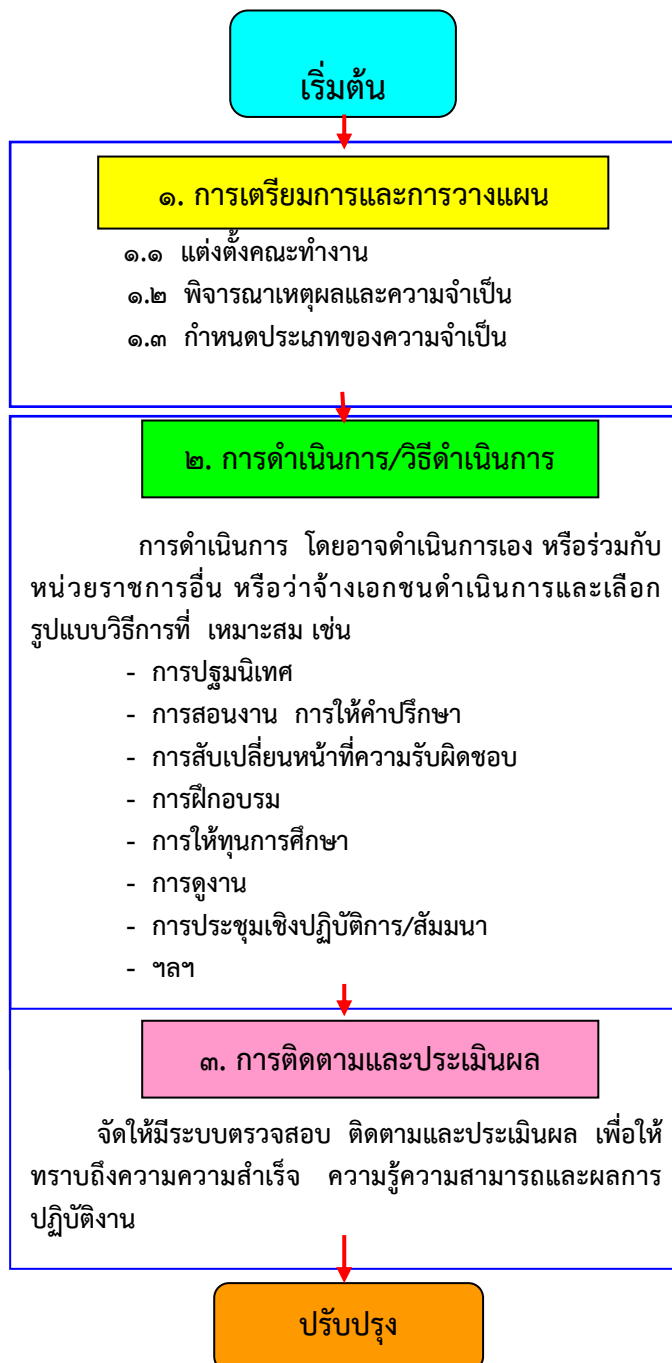 เริ่มต้น
๑. การเตรียมการและการวางแผน
๑.๑ แต่งตั้งคณะทำงาน
๑.๒ พิจารณาเหตุผลและความจำเป็น
๑.๓ กำหนดประเภทของความจำเป็น
๒. การดำเนินการ/วิธีดำเนินการ
การดำเนินการ โดยอาจดำเนินการเอง หรือร่วมกับ
หน่วยราชการอื่น หรือว่าจ้างเอกชนดำเนินการและเลือก
รูปแบบวิธีการที่ เหมาะสม เช่น
- การปฐมนิเทศ
- การสอนงาน การให้คำปรึกษา
- การสับเปลี่ยนหน้าที่ความรับผิดชอบ
- การฝึกอบรม
- การให้ทุนการศึกษา
- การดูงาน
- การประชุมเชิงปฏิบัติการ/สัมมนา
- ฯลฯ
๓. การติดตามและประเมินผล
จัดให้มีระบบตรวจสอบ ติดตามและประเมินผล เพื่อให้
ทราบถึงความความสำเร็จ ความรู้ความสามารถและผลการ
ปฏิบัติงาน
ปรับปรุง